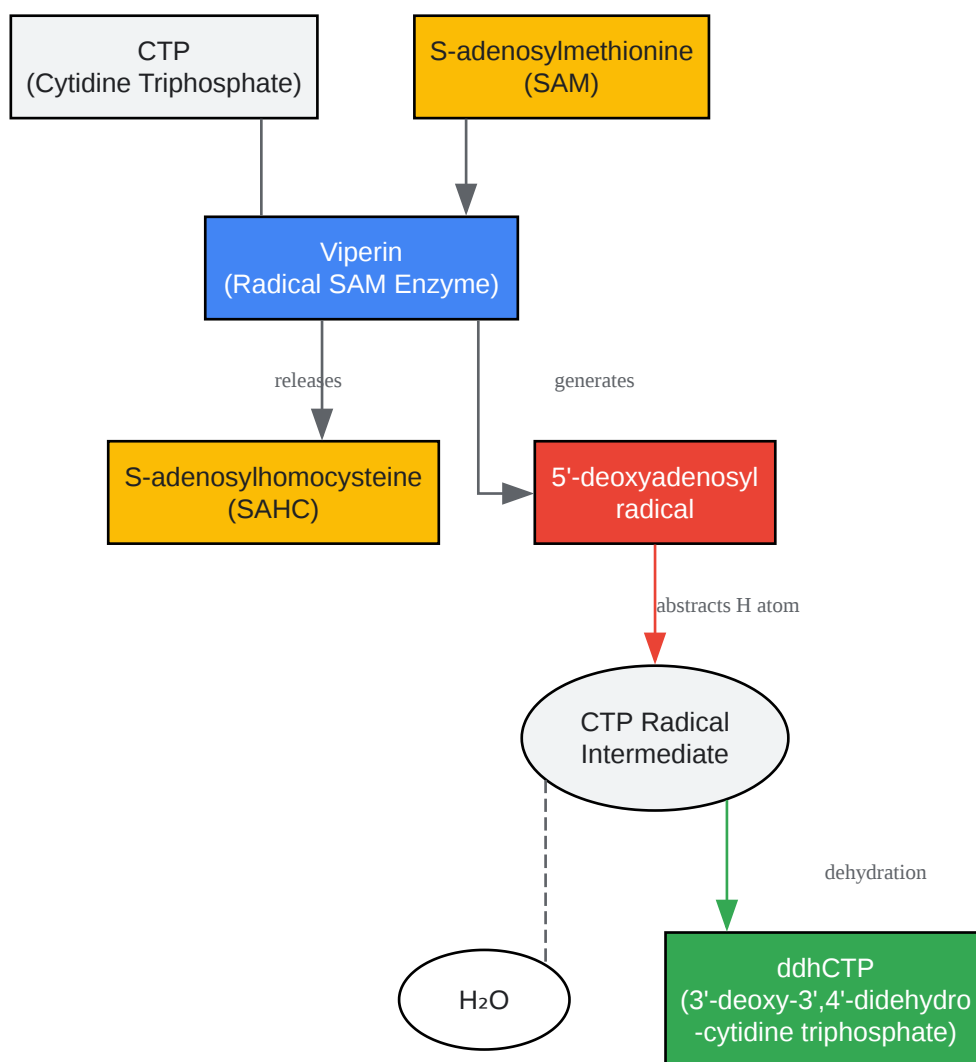 CTP
(Cytidine Triphosphate)
S-adenosylmethionine
(SAM)
Viperin
(Radical SAM Enzyme)
releases
generates
S-adenosylhomocysteine
(SAHC)
5'-deoxyadenosyl
radical
abstracts H atom
CTP Radical
Intermediate
dehydration
H₂O
ddhCTP
(3'-deoxy-3',4'-didehydro
-cytidine triphosphate)